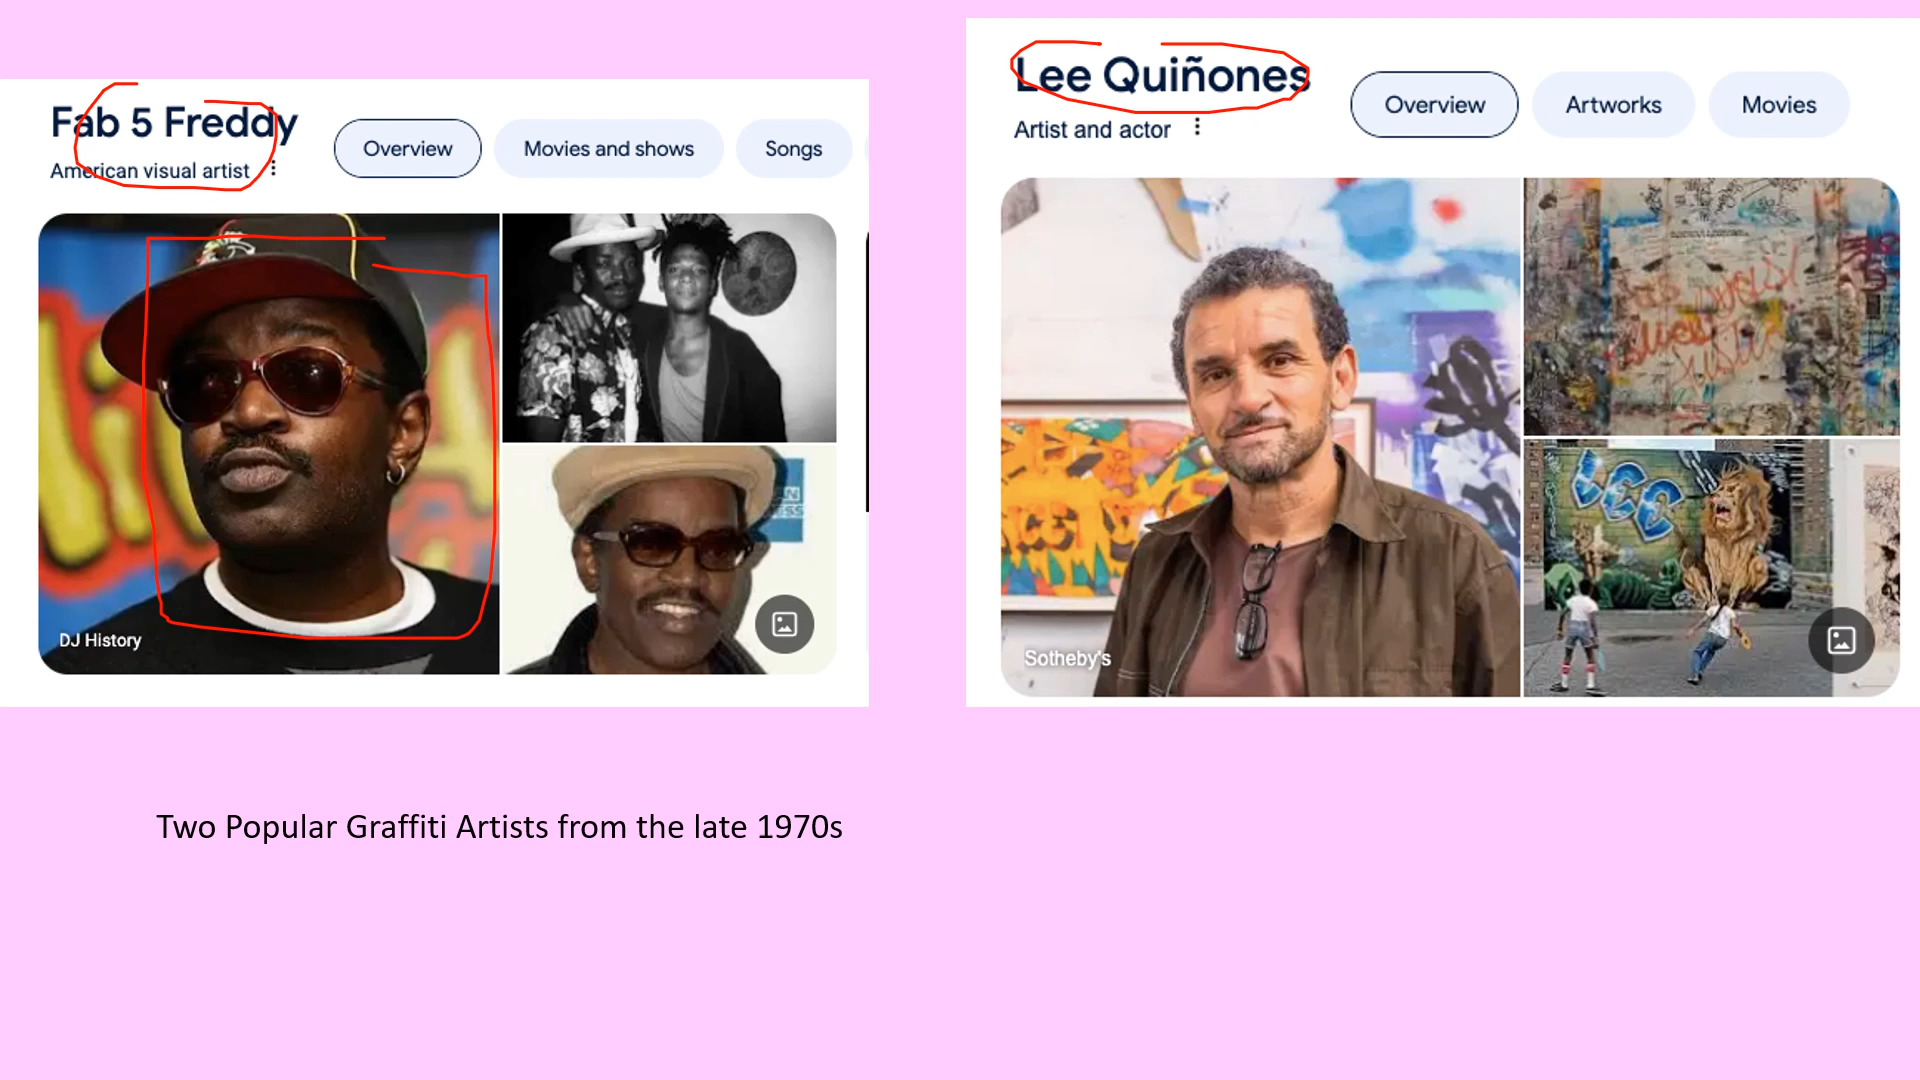 Fab 5 Freddy
American visual artist
Overview
Movies and shows
Songs
DJ History
Lee Quiñones
Artist and actor
Overview
Artworks
Movies
Sotheby's
LEE
Two Popular Graffiti Artists from the late 1970s